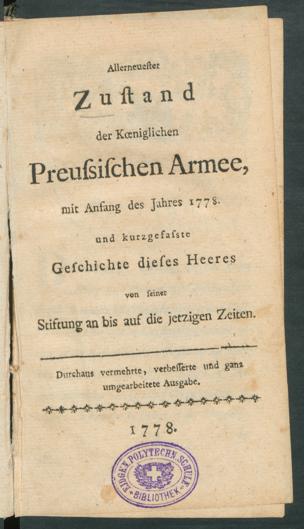 Allerneueſter
Zuſtand
der Kœniglichen
Preuſsiſchen Armee,
mit Anfang des Jahres 1778.
und kurzgefaſste
Geſchichte dieſes Heeres
von ſeiner
Stiftung an bis auf die jetzigen Zeiten.
Durchaus vermehrte, verbeſſerte und ganz
umgearbeitete Ausgabe.
1778.
EIDGEN. POLYTECHN. SCHULE
BIBLIOTHEK